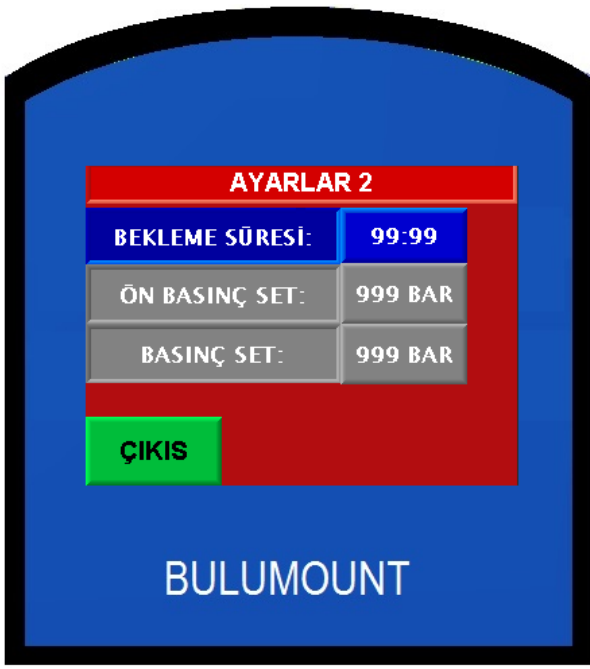 AYARLAR 2
BEKLEME SÜRESİ: 99:99
ÖN BASINÇ SET: 999 BAR
BASINÇ SET: 999 BAR
ÇIKIS
BULUMOUNT